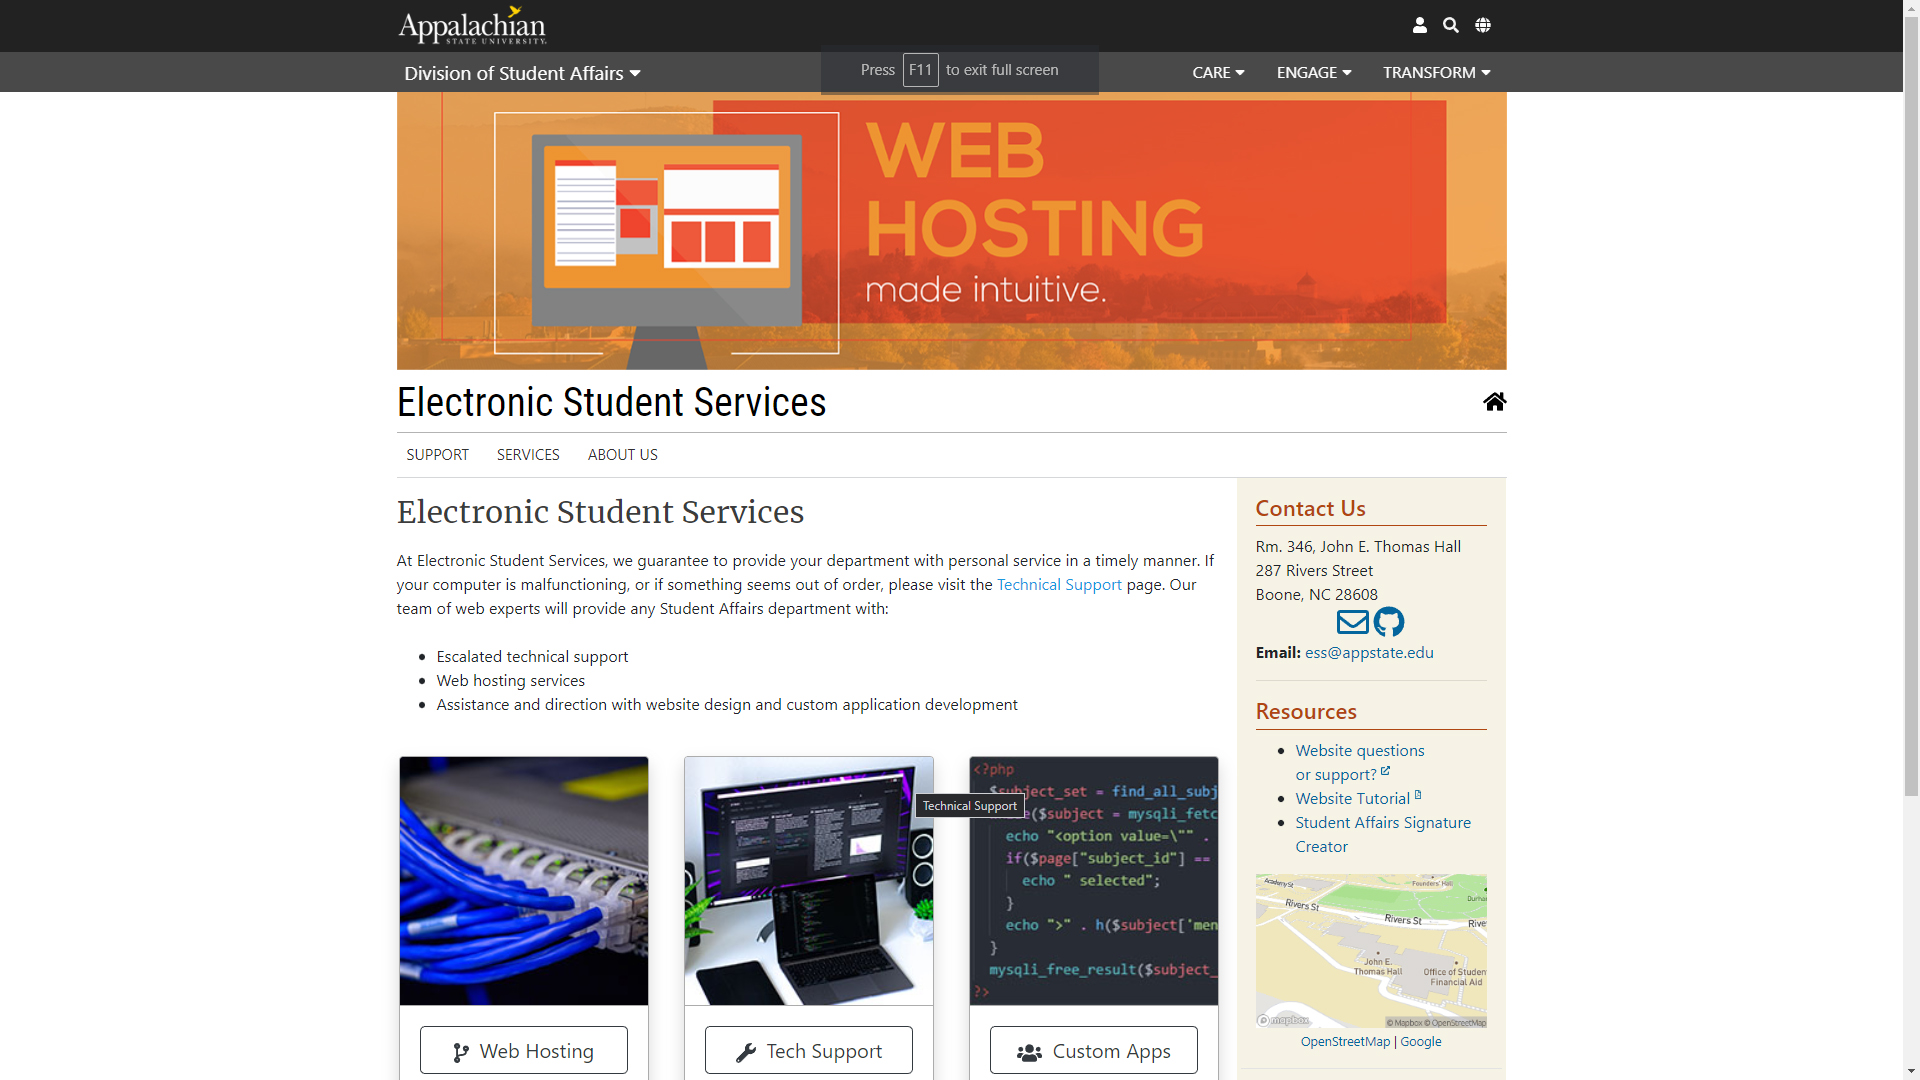 Appalachian
STATE UNIVERSITY
Division of Student Affairs
Press F11 to exit full screen
CARE
ENGAGE
TRANSFORM
WEB
HOSTING
made intuitive.
Electronic Student Services
SUPPORT
SERVICES
ABOUT US
Electronic Student Services
At Electronic Student Services, we guarantee to provide your department with personal service in a timely manner. If
your computer is malfunctioning, or if something seems out of order, please visit the Technical Support page. Our
team of web experts will provide any Student Affairs department with:
• Escalated technical support
• Web hosting services
• Assistance and direction with website design and custom application development
Technical Support
<?php
$subject_set = find_all_subj
($subject = mysqli_fetc
echo "<option value=\"" .
if($page["subject_id"] ==
echo " selected";
}
echo ">" . h($subject['men
}
mysqli_free_result($subject_
?>
Web Hosting
Tech Support
Custom Apps
Contact Us
Rm. 346, John E. Thomas Hall
287 Rivers Street
Boone, NC 28608
Email: ess@appstate.edu
Resources
• Website questions
or support?
• Website Tutorial
• Student Affairs Signature
Creator
Academy St
Founders' Hall
Durha
Rivers St
Rivers St
Rive
John E.
Thomas Hall
Office of Studen
Financial Aid
mapbox
© Mapbox © OpenStreetMap
OpenStreetMap | Google